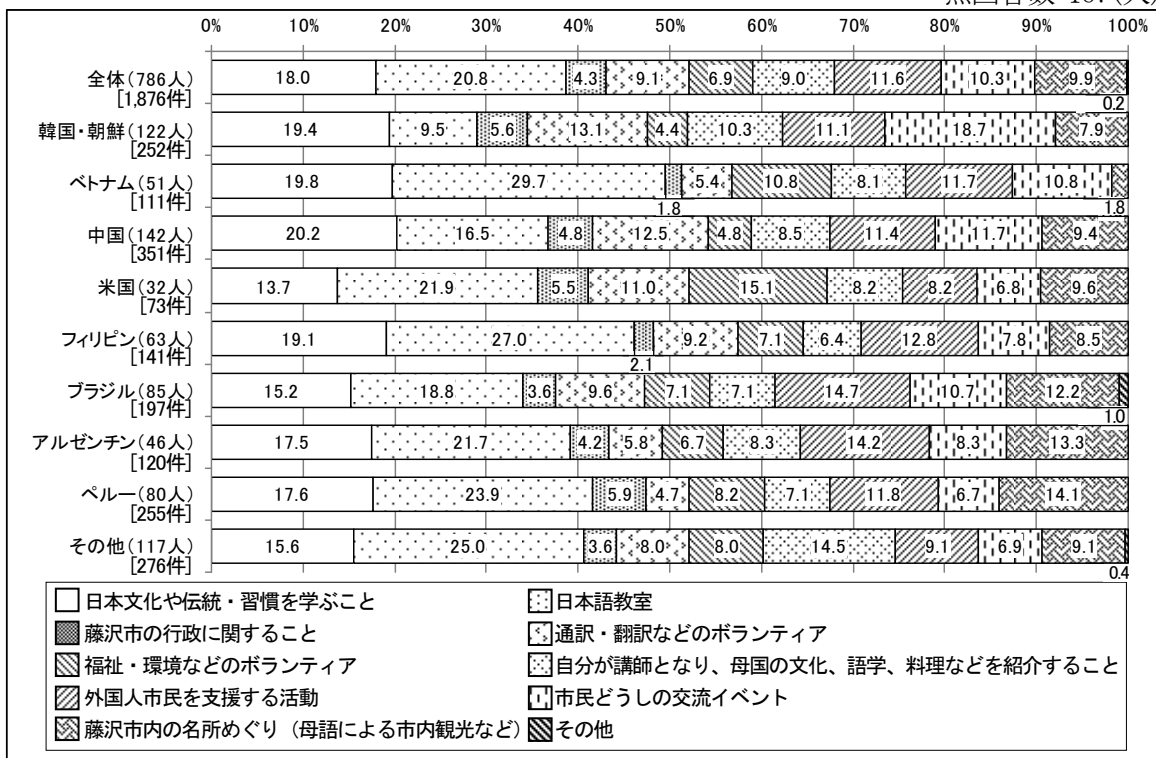 0% 10% 20% 30% 40% 50% 60% 70% 80% 90% 100%
全体(786人) 18.0 20.8 4.3 9.1 6.9 9.0 11.6 10.3 9.9
[1,876件] 0.2
韓国・朝鮮(122人) 19.4 9.5 5.6 13.1 4.4 10.3 11.1 18.7 7.9
[252件]
ベトナム(51人) 19.8 29.7 5.4 10.8 8.1 11.7 10.8
[111件] 1.8 1.8
中国(142人) 20.2 16.5 4.8 12.5 4.8 8.5 11.4 11.7 9.4
[351件]
米国(32人) 13.7 21.9 5.5 11.0 15.1 8.2 8.2 6.8 9.6
[73件]
フィリピン(63人) 19.1 27.0 9.2 7.1 6.4 12.8 7.8 8.5
[141件] 2.1
ブラジル(85人) 15.2 18.8 3.6 9.6 7.1 7.1 14.7 10.7 12.2
[197件] 1.0
アルゼンチン(46人) 17.5 21.7 4.2 5.8 6.7 8.3 14.2 8.3 13.3
[120件]
ペルー(80人) 17.6 23.9 5.9 4.7 8.2 7.1 11.8 6.7 14.1
[255件]
その他(117人) 15.6 25.0 3.6 8.0 8.0 14.5 9.1 6.9 9.1
[276件] 0.4
日本文化や伝統・習慣を学ぶこと 日本語教室
藤沢市の行政に関すること 通訳・翻訳などのボランティア
福祉・環境などのボランティア 自分が講師となり、母国の文化、語学、料理などを紹介すること
外国人市民を支援する活動 市民どうしの交流イベント
藤沢市内の名所めぐり（母語による市内観光など） その他